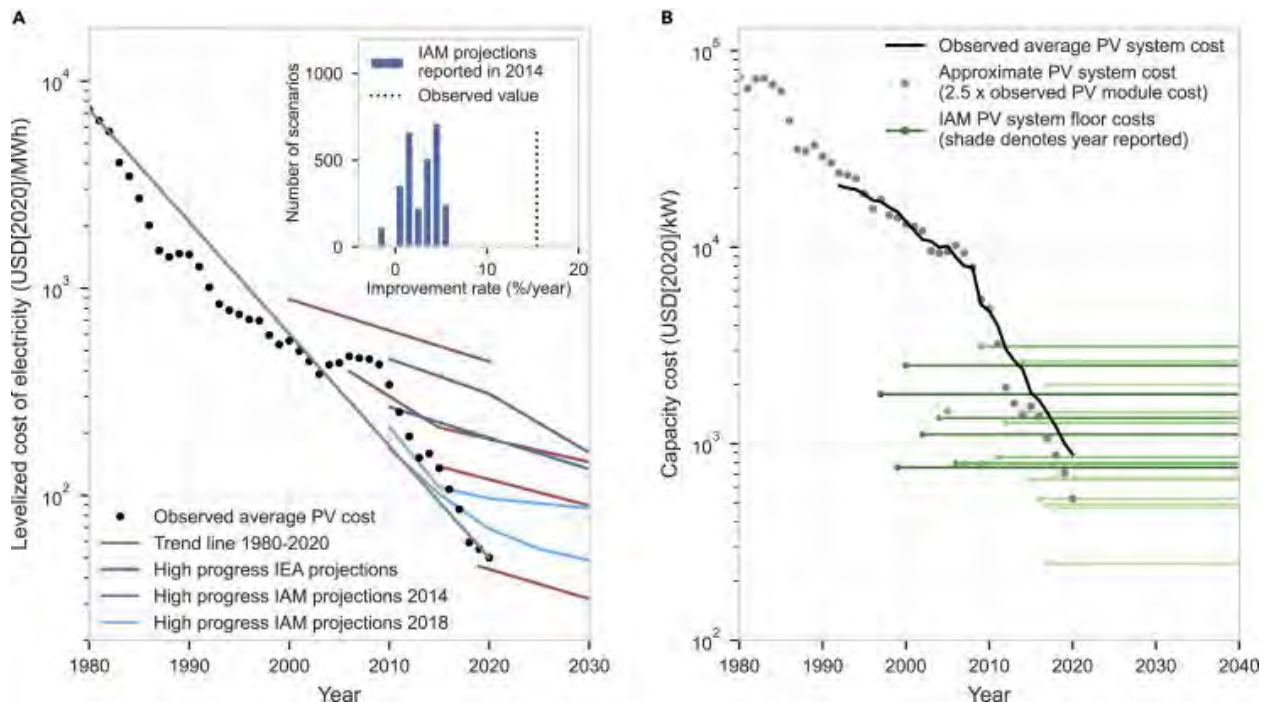 A
Levelized cost of electricity (USD[2020]/MWh)
10⁴
10³
10²
Number of scenarios
1000
500
0
IAM projections
reported in 2014
Observed value
0
10
20
Improvement rate (%/year)
Observed average PV cost
Trend line 1980-2020
High progress IEA projections
High progress IAM projections 2014
High progress IAM projections 2018
1980
1990
2000
2010
2020
2030
Year
B
Capacity cost (USD[2020]/kW)
10⁵
10⁴
10³
10²
Observed average PV system cost
Approximate PV system cost
(2.5 x observed PV module cost)
IAM PV system floor costs
(shade denotes year reported)
1980
1990
2000
2010
2020
2030
2040
Year